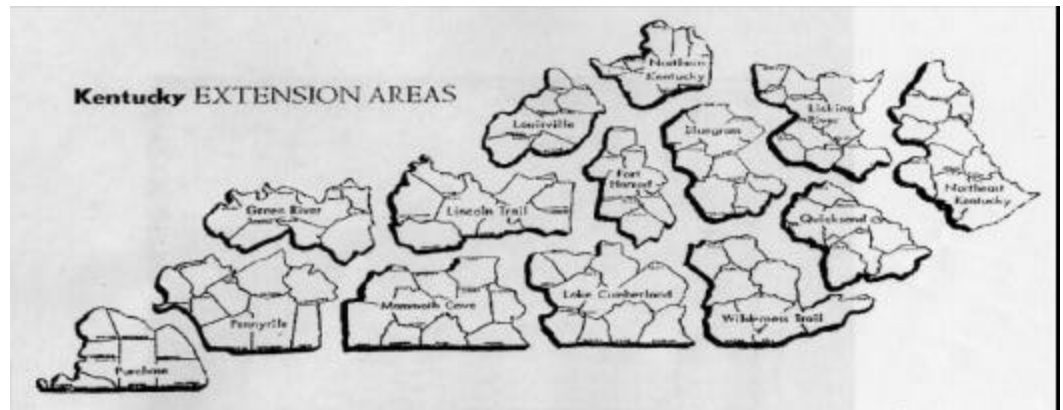 Kentucky EXTENSION AREAS
Northern
Kentucky
Licking
River
Louisville
Bluegrass
Fort
Harrod
Northeast
Kentucky
Green River
Lincoln Trail
Quicksand
Mammoth Cave
Lake Cumberland
Pennyrile
Wilderness Trail
Purchase